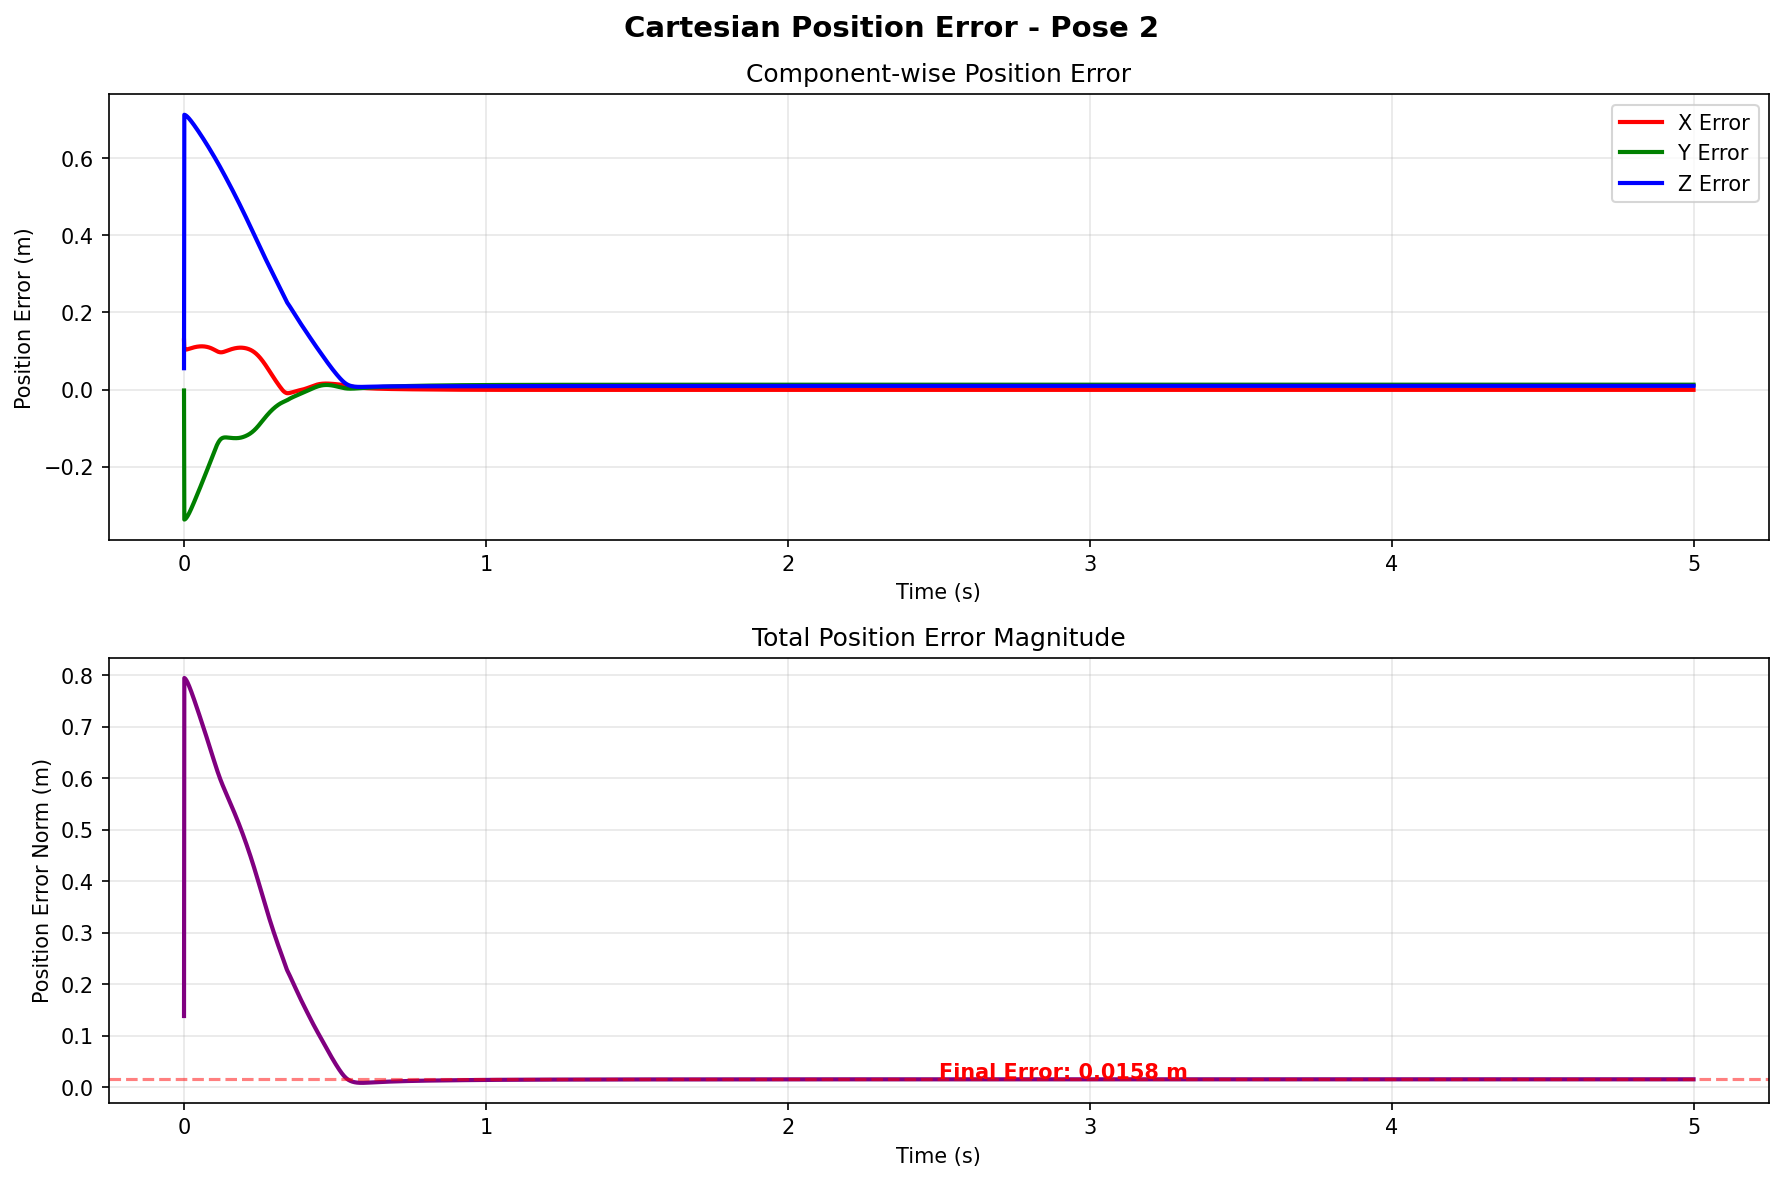 Cartesian Position Error - Pose 2
Component-wise Position Error
X Error
Y Error
Z Error
Position Error (m)
0.6
0.4
0.2
0.0
−0.2
0 1 2 3 4 5
Time (s)
Total Position Error Magnitude
Position Error Norm (m)
0.8
0.7
0.6
0.5
0.4
0.3
0.2
0.1
0.0
Final Error: 0.0158 m
0 1 2 3 4 5
Time (s)